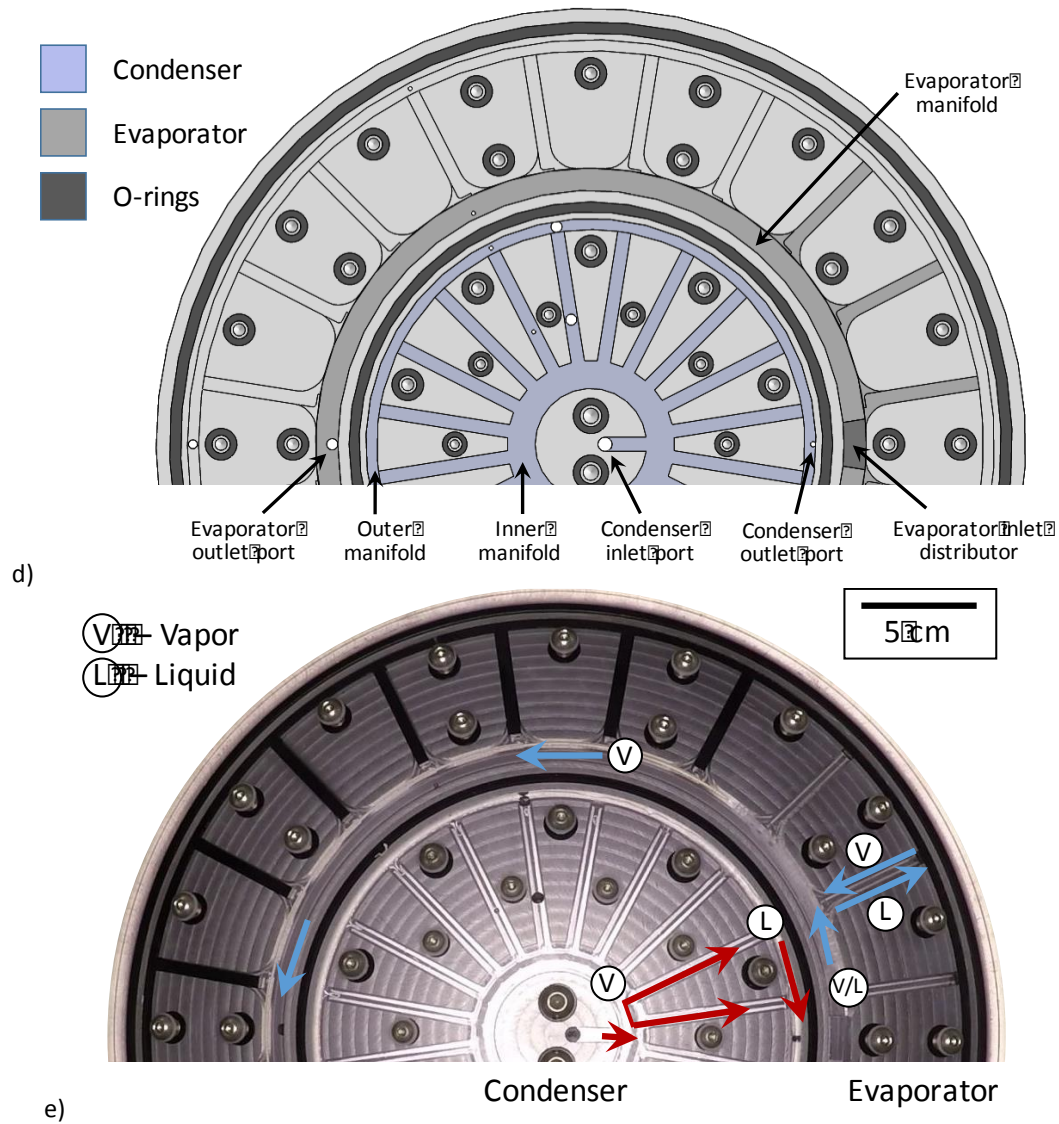 Condenser
Evaporator
O-rings
Evaporator
manifold
Evaporator
outlet port
Outer
manifold
Inner
manifold
Condenser
inlet port
Condenser
outlet port
Evaporator inlet
distributor
d)
V – Vapor
L – Liquid
5 cm
V
V
L
L
V
V/L
Condenser
Evaporator
e)